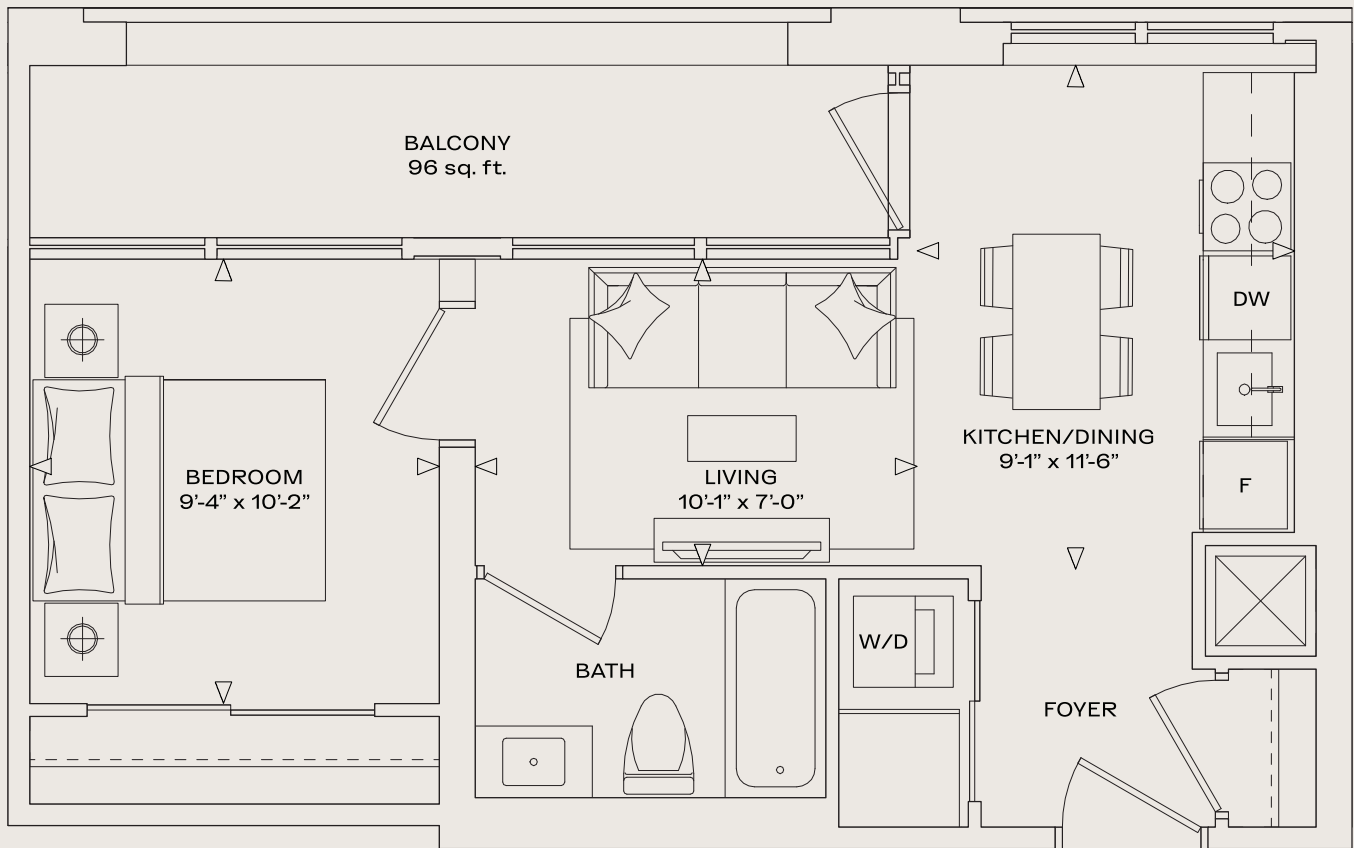 BALCONY
96 sq. ft.
DW
KITCHEN/DINING
9’-1” x 11’-6”
BEDROOM
9’-4” x 10’-2”
LIVING
10’-1” x 7’-0”
F
W/D
BATH
FOYER